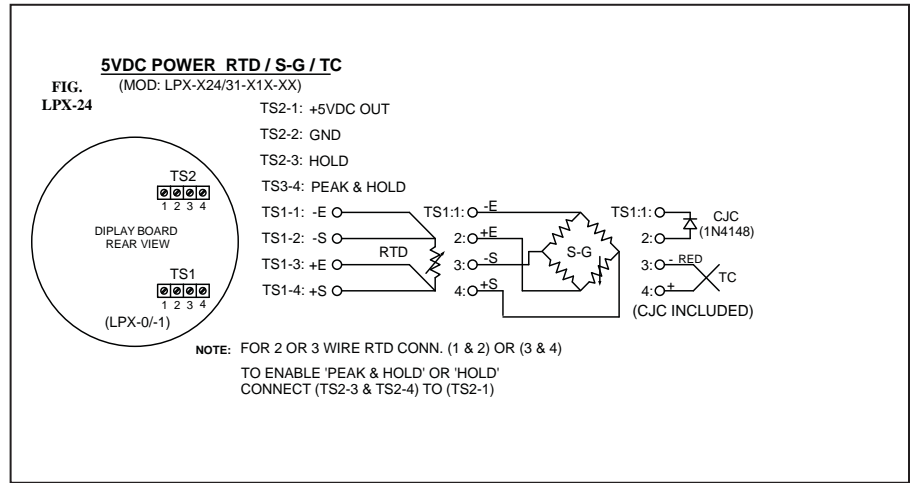 5VDC POWER RTD / S-G / TC
FIG.
LPX-24
(MOD: LPX-X24/31-X1X-XX)
TS2-1: +5VDC OUT
TS2-2: GND
TS2-3: HOLD
TS3-4: PEAK & HOLD
TS1-1: -E
TS1-2: -S
TS1-3: +E
TS1-4: +S
RTD
TS1:1: -E
2: +E
3: -S
4: +S
S-G
TS1:1:
2:
3: - RED
4: +
CJC
(1N4148)
TC
(CJC INCLUDED)
TS2
1 2 3 4
DIPLAY BOARD
REAR VIEW
TS1
1 2 3 4
(LPX-0/-1)
NOTE: FOR 2 OR 3 WIRE RTD CONN. (1 & 2) OR (3 & 4)
TO ENABLE 'PEAK & HOLD' OR 'HOLD'
CONNECT (TS2-3 & TS2-4) TO (TS2-1)